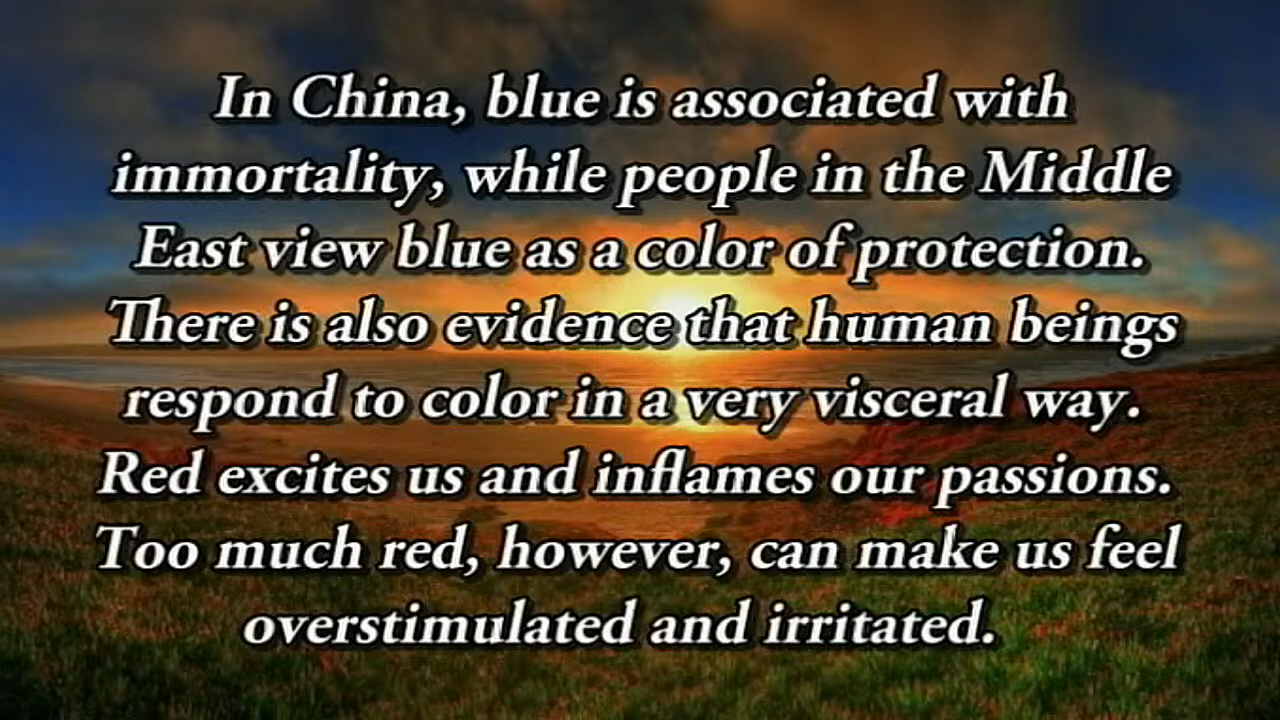 In China, blue is associated with
immortality, while people in the Middle
East view blue as a color of protection.
There is also evidence that human beings
respond to color in a very visceral way.
Red excites us and inflames our passions.
Too much red, however, can make us feel
overstimulated and irritated.